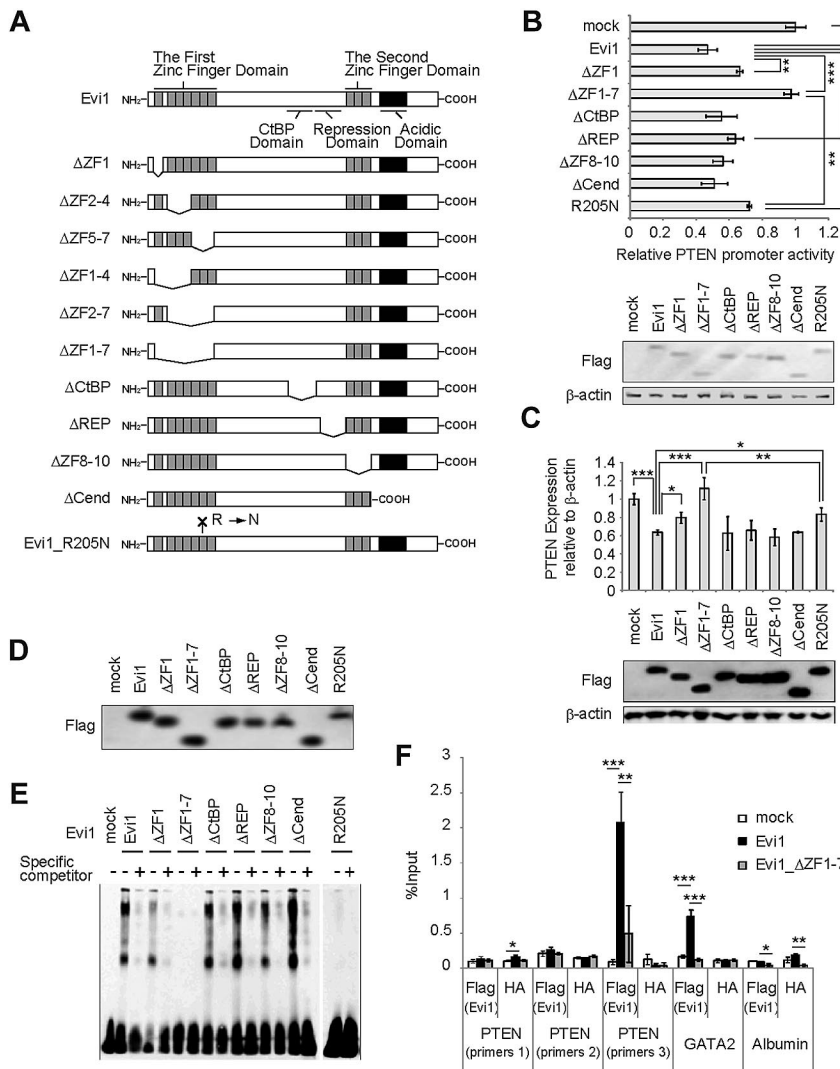 A
The First
Zinc Finger Domain
The Second
Zinc Finger Domain
Evi1 NH₂- -COOH
CtBP
Domain
Repression
Domain
Acidic
Domain
ΔZF1 NH₂- -COOH
ΔZF2-4 NH₂- -COOH
ΔZF5-7 NH₂- -COOH
ΔZF1-4 NH₂- -COOH
ΔZF2-7 NH₂- -COOH
ΔZF1-7 NH₂- -COOH
ΔCtBP NH₂- -COOH
ΔREP NH₂- -COOH
ΔZF8-10 NH₂- -COOH
ΔCend NH₂- -COOH
R → N
Evi1_R205N NH₂- -COOH
B
mock
Evi1
ΔZF1
ΔZF1-7
ΔCtBP
ΔREP
ΔZF8-10
ΔCend
R205N
** *** **
0 0.2 0.4 0.6 0.8 1 1.2
Relative PTEN promoter activity
mock Evi1 ΔZF1 ΔZF1-7 ΔCtBP ΔREP ΔZF8-10 ΔCend R205N
Flag
β-actin
C
*
*** *** * **
PTEN Expression
relative to β-actin
1.4
1.2
1
0.8
0.6
0.4
0.2
0
mock Evi1 ΔZF1 ΔZF1-7 ΔCtBP ΔREP ΔZF8-10 ΔCend R205N
Flag
β-actin
D
mock Evi1 ΔZF1 ΔZF1-7 ΔCtBP ΔREP ΔZF8-10 ΔCend R205N
Flag
E
Evi1 mock Evi1 ΔZF1 ΔZF1-7 ΔCtBP ΔREP ΔZF8-10 ΔCend R205N
Specific
competitor
- - + - + - + - + - + - + - + - +
F
%Input
3
2.5
2
1.5
1
0.5
0
mock
Evi1
Evi1_ΔZF1-7
* *** ** *** *** * **
Flag HA Flag HA Flag HA Flag HA Flag HA
(Evi1) (Evi1) (Evi1) (Evi1) (Evi1)
PTEN PTEN PTEN GATA2 Albumin
(primers 1) (primers 2) (primers 3)